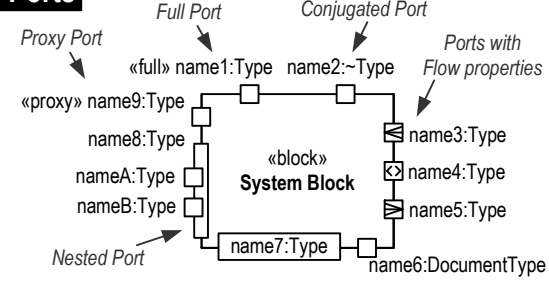 Full Port
Conjugated Port
Proxy Port
Ports with
Flow properties
«full» name1:Type
name2:~Type
«proxy» name9:Type
name8:Type
nameA:Type
nameB:Type
«block»
System Block
name3:Type
name4:Type
name5:Type
Nested Port
name7:Type
name6:DocumentType